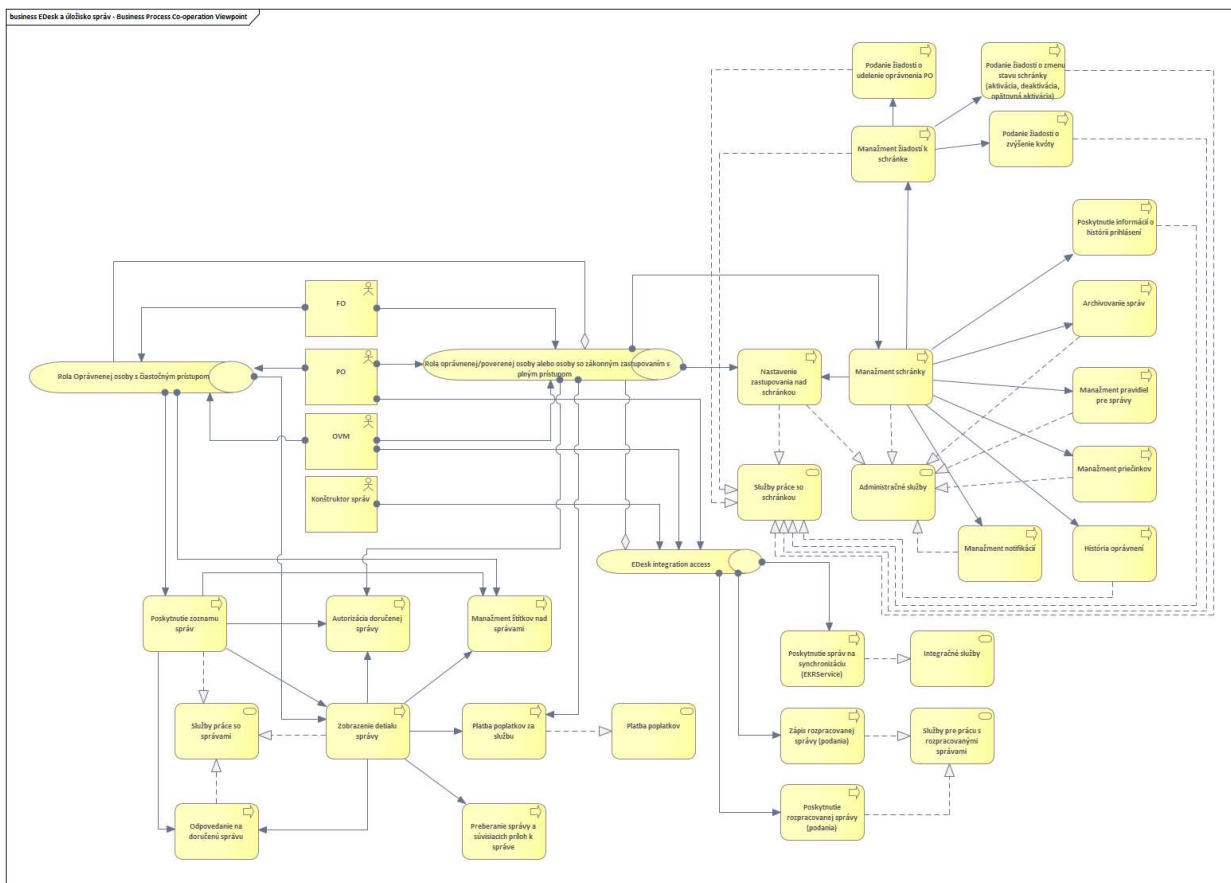 business EDesk a úložisko správ - Business Process Co-operation Viewpoint
Podanie žiadosti o
udelenie oprávnenia PO
Podanie žiadosti o zmenu
stavu schránky
(aktivácia, deaktivácia,
opätovná aktivácia)
Manažment žiadostí k
schránke
Podanie žiadosti o
zvýšenie kvóty
Poskytnutie informácií o
histórii prihlásení
Archivovanie správ
FO
PO
OVM
Konštruktor správ
Rola Oprávnenej osoby s čiastočným prístupom
Rola oprávnenej/poverenej osoby alebo osoby so zákonným zastupovaním s
plným prístupom
Nastavenie
zastupovania nad
schránkou
Manažment schránky
Manažment pravidiel
pre správy
Manažment priečinkov
Služby práce so
schránkou
Administračné služby
Manažment notifikácií
História oprávnení
EDesk integration access
Poskytnutie zoznamu
správ
Autorizácia doručenej
správy
Manažment štítkov nad
správami
Poskytnutie správ na
synchronizáciu
(EKRService)
Integračné služby
Služby práce so
správami
Zobrazenie detialu
správy
Platba poplatkov za
službu
Platba poplatkov
Zápis rozpracovanej
správy (podania)
Služby pre prácu s
rozpracovanými
správami
Odpovedanie na
doručenú správu
Preberanie správy a
súvisiacich príloh k
správe
Poskytnutie
rozpracovanej správy
(podania)